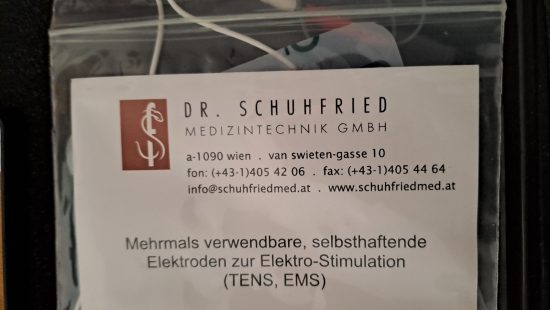 DR. SCHUHFRIED
MEDIZINTECHNIK GMBH
a-1090 wien . van swieten-gasse 10
fon: (+43-1)405 42 06 . fax: (+43-1)405 44 64
info@schuhfriedmed.at . www.schuhfriedmed.at
Mehrmals verwendbare, selbsthaftende
Elektroden zur Elektro-Stimulation
(TENS, EMS)